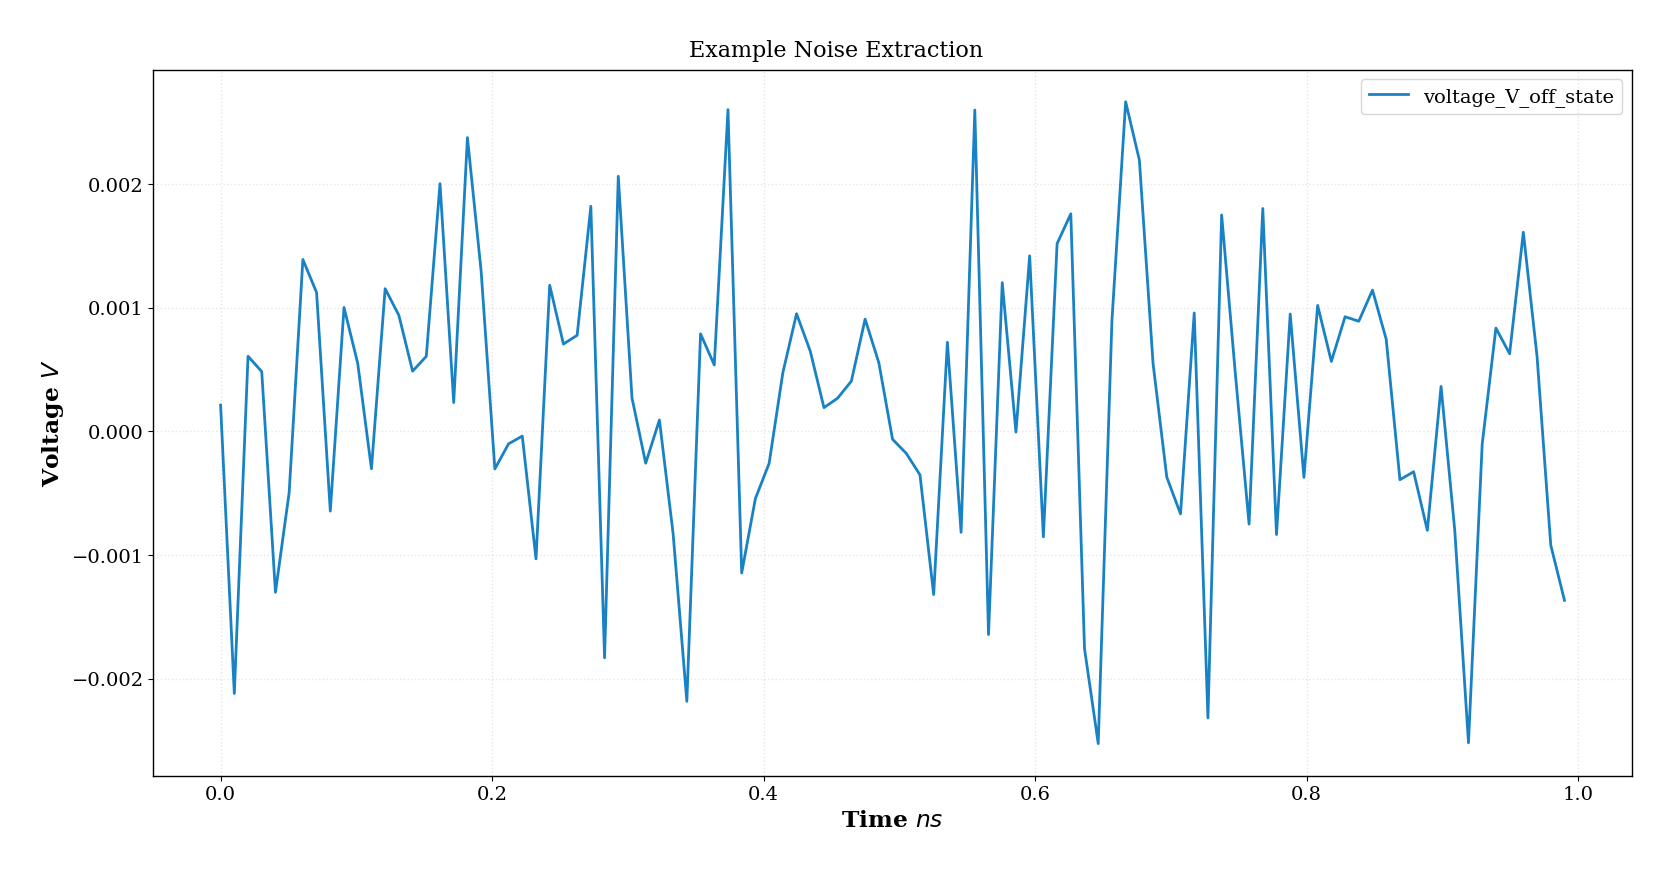 Example Noise Extraction
voltage_V_off_state
0.002
0.001
0.000
−0.001
−0.002
Voltage V
0.0 0.2 0.4 0.6 0.8 1.0
Time ns